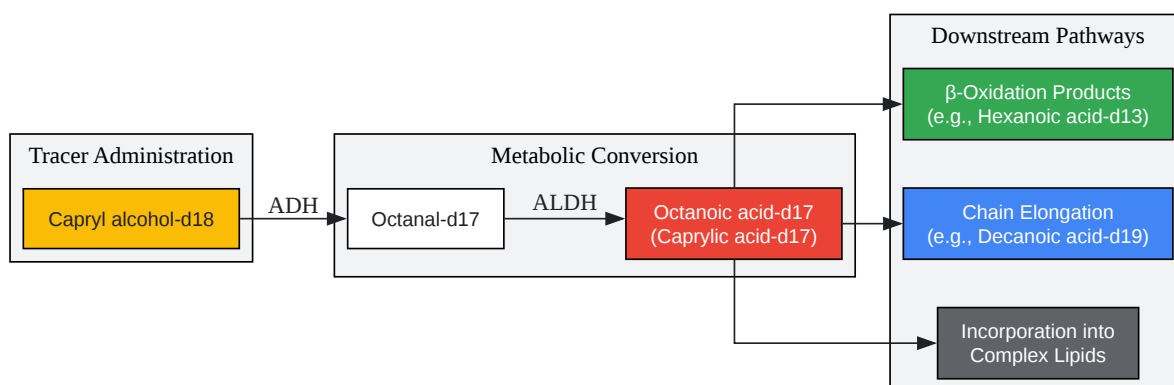 Tracer Administration
Capryl alcohol-d18
ADH
Metabolic Conversion
Octanal-d17
ALDH
Octanoic acid-d17
(Caprylic acid-d17)
Downstream Pathways
β-Oxidation Products
(e.g., Hexanoic acid-d13)
Chain Elongation
(e.g., Decanoic acid-d19)
Incorporation into
Complex Lipids